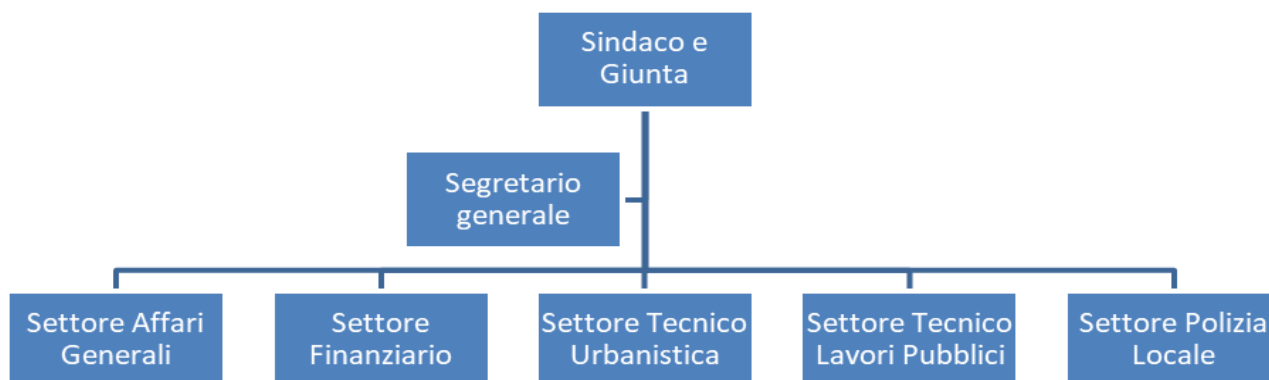 Sindaco e
Giunta
Segretario
generale
Settore Affari
Generali
Settore
Finanziario
Settore Tecnico
Urbanistica
Settore Tecnico
Lavori Pubblici
Settore Polizia
Locale